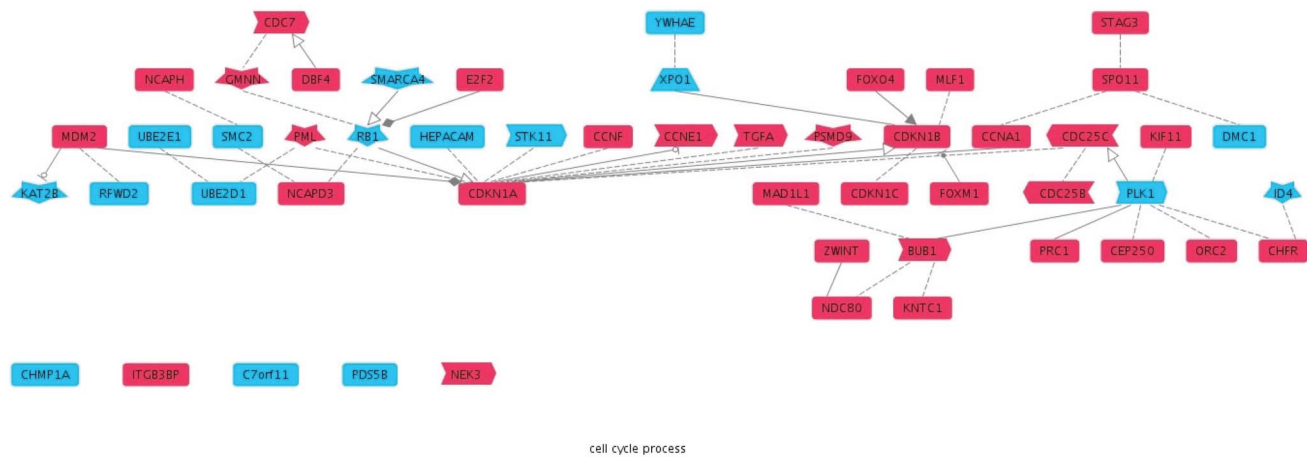 CDC7
YWHAE
STAG3
NCAPH
GMNN
DBF4
SMARCA4
E2F2
XPO1
FOXO4
MLF1
SPO11
MDM2
UBE2E1
SMC2
PML
RB1
HEPACAM
STK11
CCNF
CCNE1
TGFA
PSMD9
CDKN1B
CCNA1
CDC25C
KIF11
DMC1
KAT2B
RFWD2
UBE2D1
NCAPD3
CDKN1A
MAD1L1
CDKN1C
FOXM1
CDC25B
PLK1
ID4
ZWINT
BUB1
PRC1
CEP250
ORC2
CHFR
NDC80
KNTC1
CHMP1A
ITGB3BP
C7orf11
PDS5B
NEK3
cell cycle process